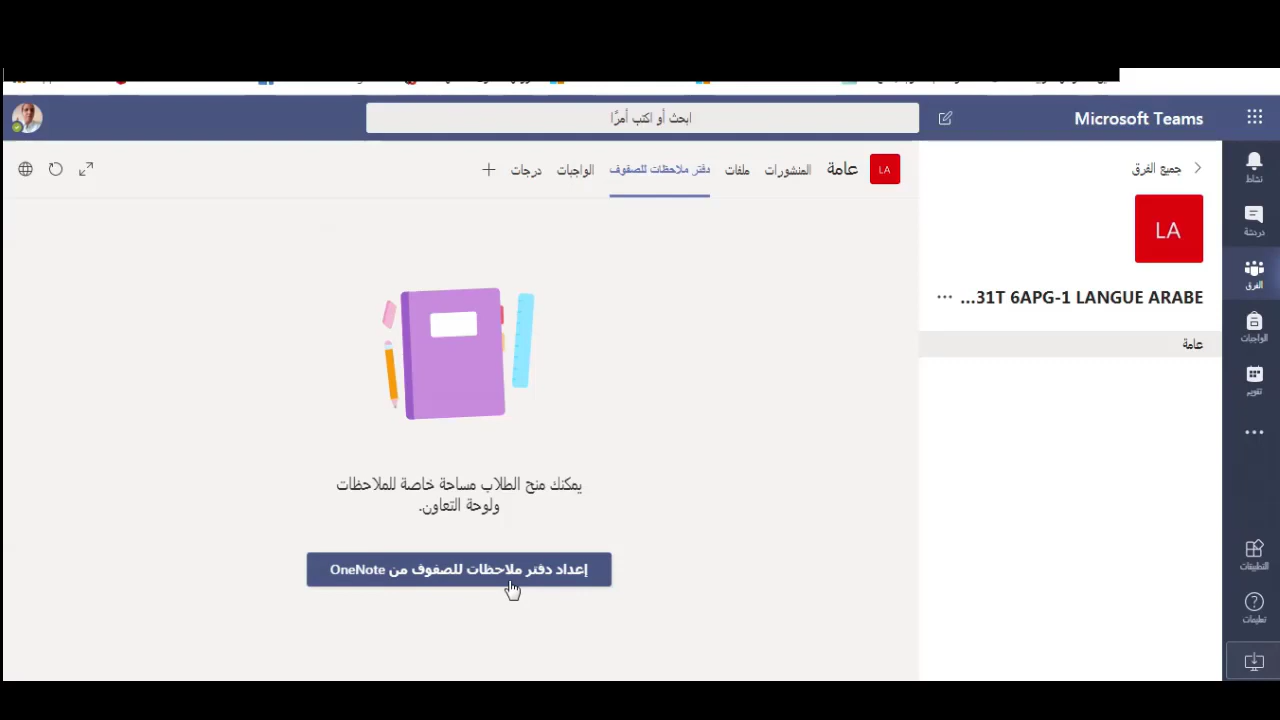 Microsoft Teams
ابحث أو اكتب أمرًا
نشاط
دردشة
الفرق
الواجبات
تقويم
التطبيقات
تعليمات
جميع الفرق
LA
...31T 6APG-1 LANGUE ARABE
عامة
LA
عامة
المنشورات
ملفات
دفتر ملاحظات للصفوف
الواجبات
درجات
يمكنك منح الطلاب مساحة خاصة للملاحظات
ولوحة التعاون.
إعداد دفتر ملاحظات للصفوف من OneNote